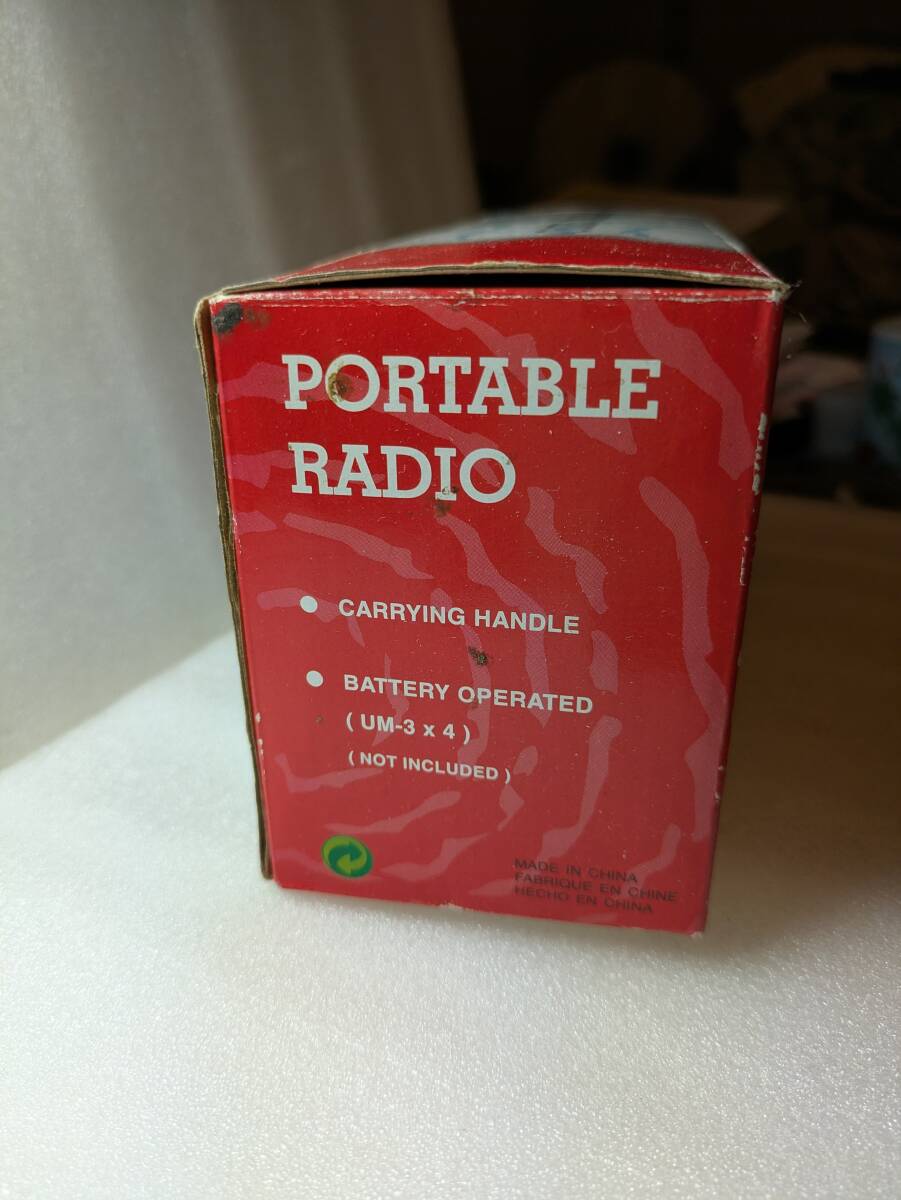 PORTABLE
RADIO
● CARRYING HANDLE
● BATTERY OPERATED
( UM-3 x 4 )
( NOT INCLUDED )
MADE IN CHINA
FABRIQUE EN CHINE
HECHO EN CHINA